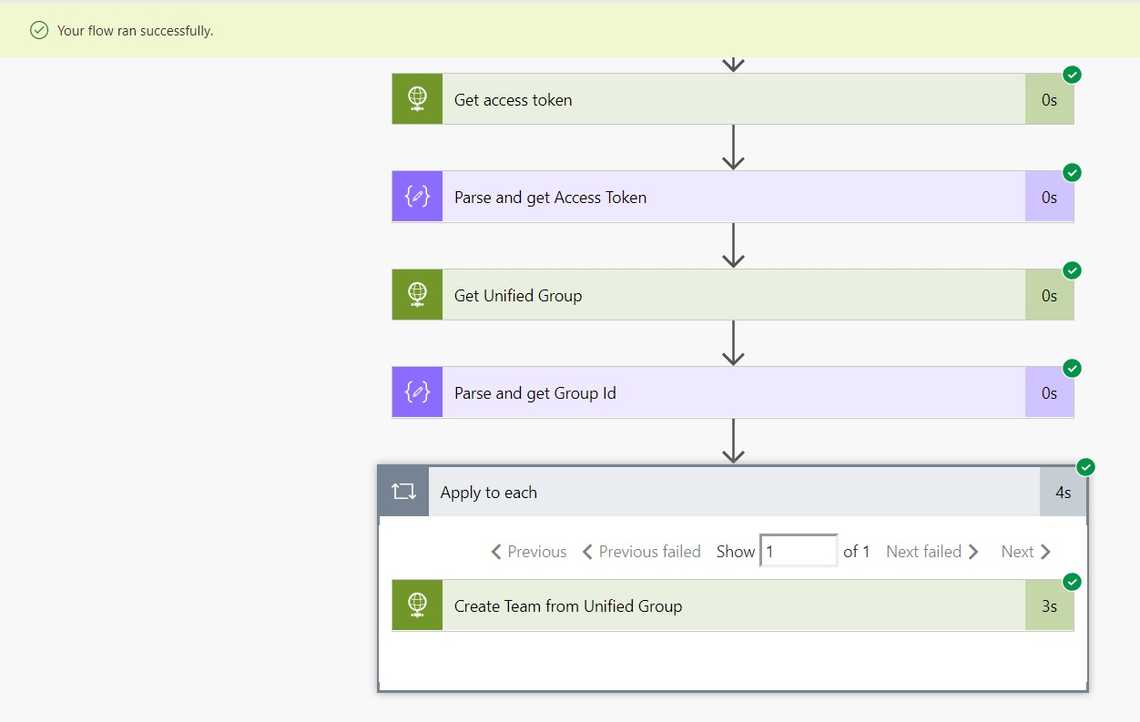 Your flow ran successfully.
Get access token 0s
Parse and get Access Token 0s
Get Unified Group 0s
Parse and get Group Id 0s
Apply to each 4s
Previous Previous failed Show 1 of 1 Next failed Next
Create Team from Unified Group 3s